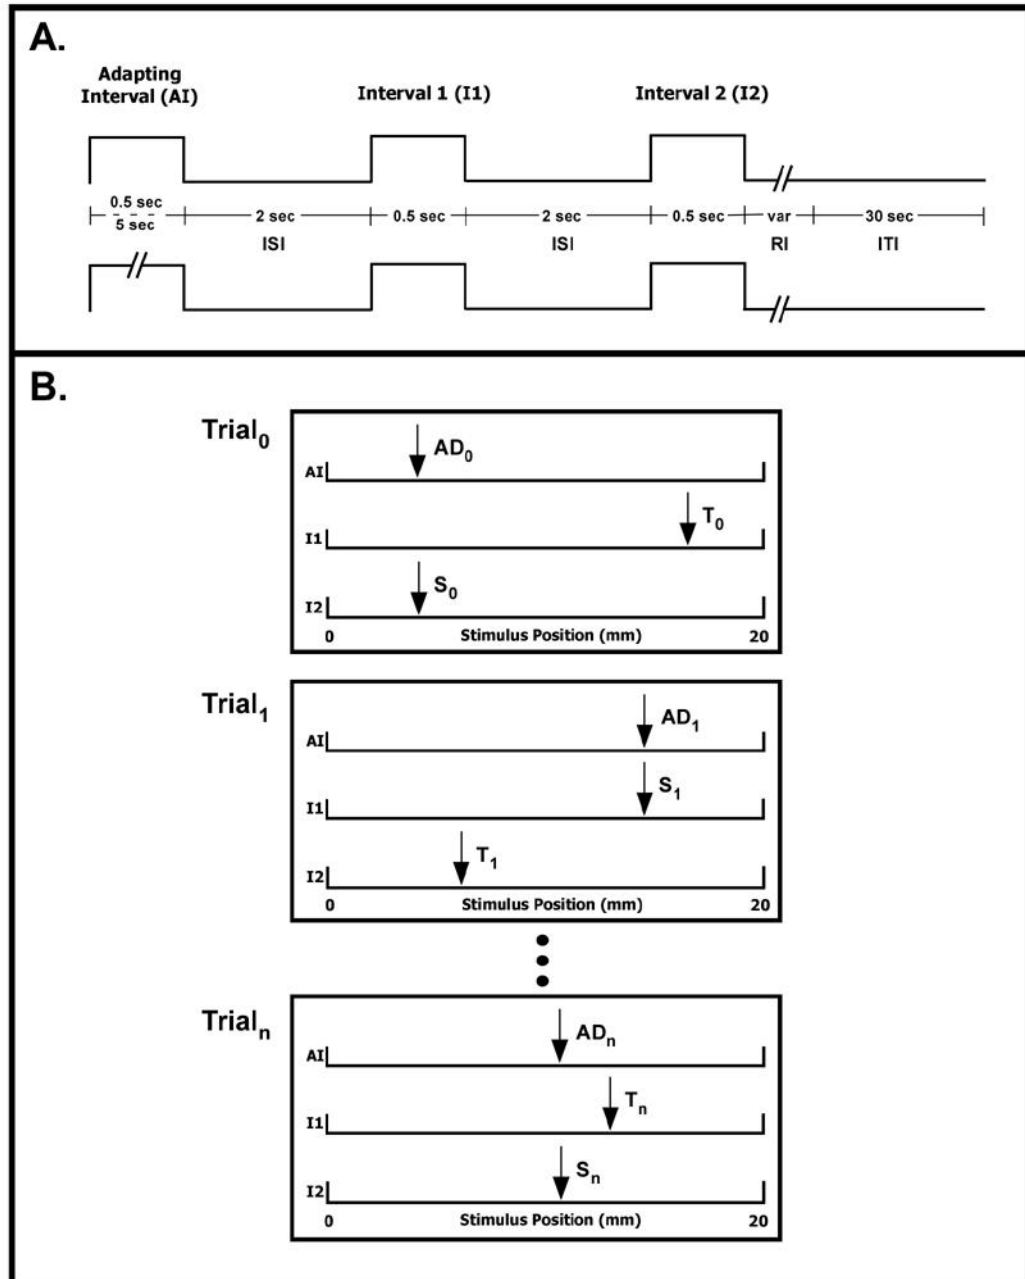 A.
Adapting
Interval (AI)
Interval 1 (I1)
Interval 2 (I2)
0.5 sec
5 sec
2 sec
0.5 sec
2 sec
0.5 sec
var
30 sec
ISI
ISI
RI
ITI
B.
Trial0
AD0
AI
T0
I1
S0
I2
0 Stimulus Position (mm) 20
Trial1
AD1
AI
S1
I1
T1
I2
0 Stimulus Position (mm) 20
Trialn
ADn
AI
Tn
I1
Sn
I2
0 Stimulus Position (mm) 20